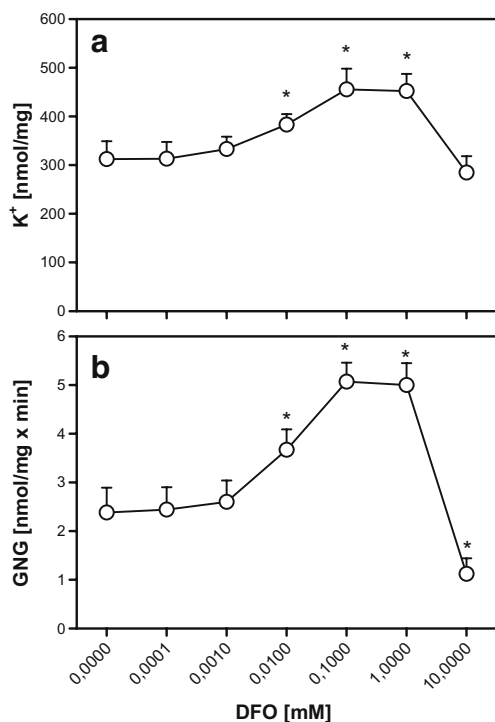 a
600
500
400
300
200
100
0
K⁺ [nmol/mg]
* * *
b
6
5
4
3
2
1
0
GNG [nmol/mg x min]
* * * *
0,0000 0,0001 0,0010 0,0100 0,1000 1,0000 10,0000
DFO [mM]